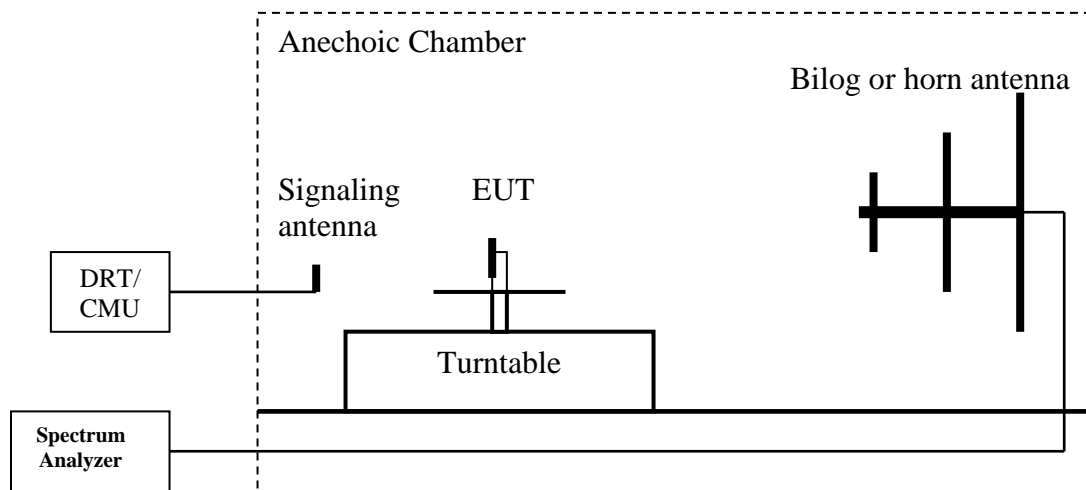 Anechoic Chamber
Bilog or horn antenna
Signaling
antenna
EUT
DRT/
CMU
Turntable
Spectrum
Analyzer